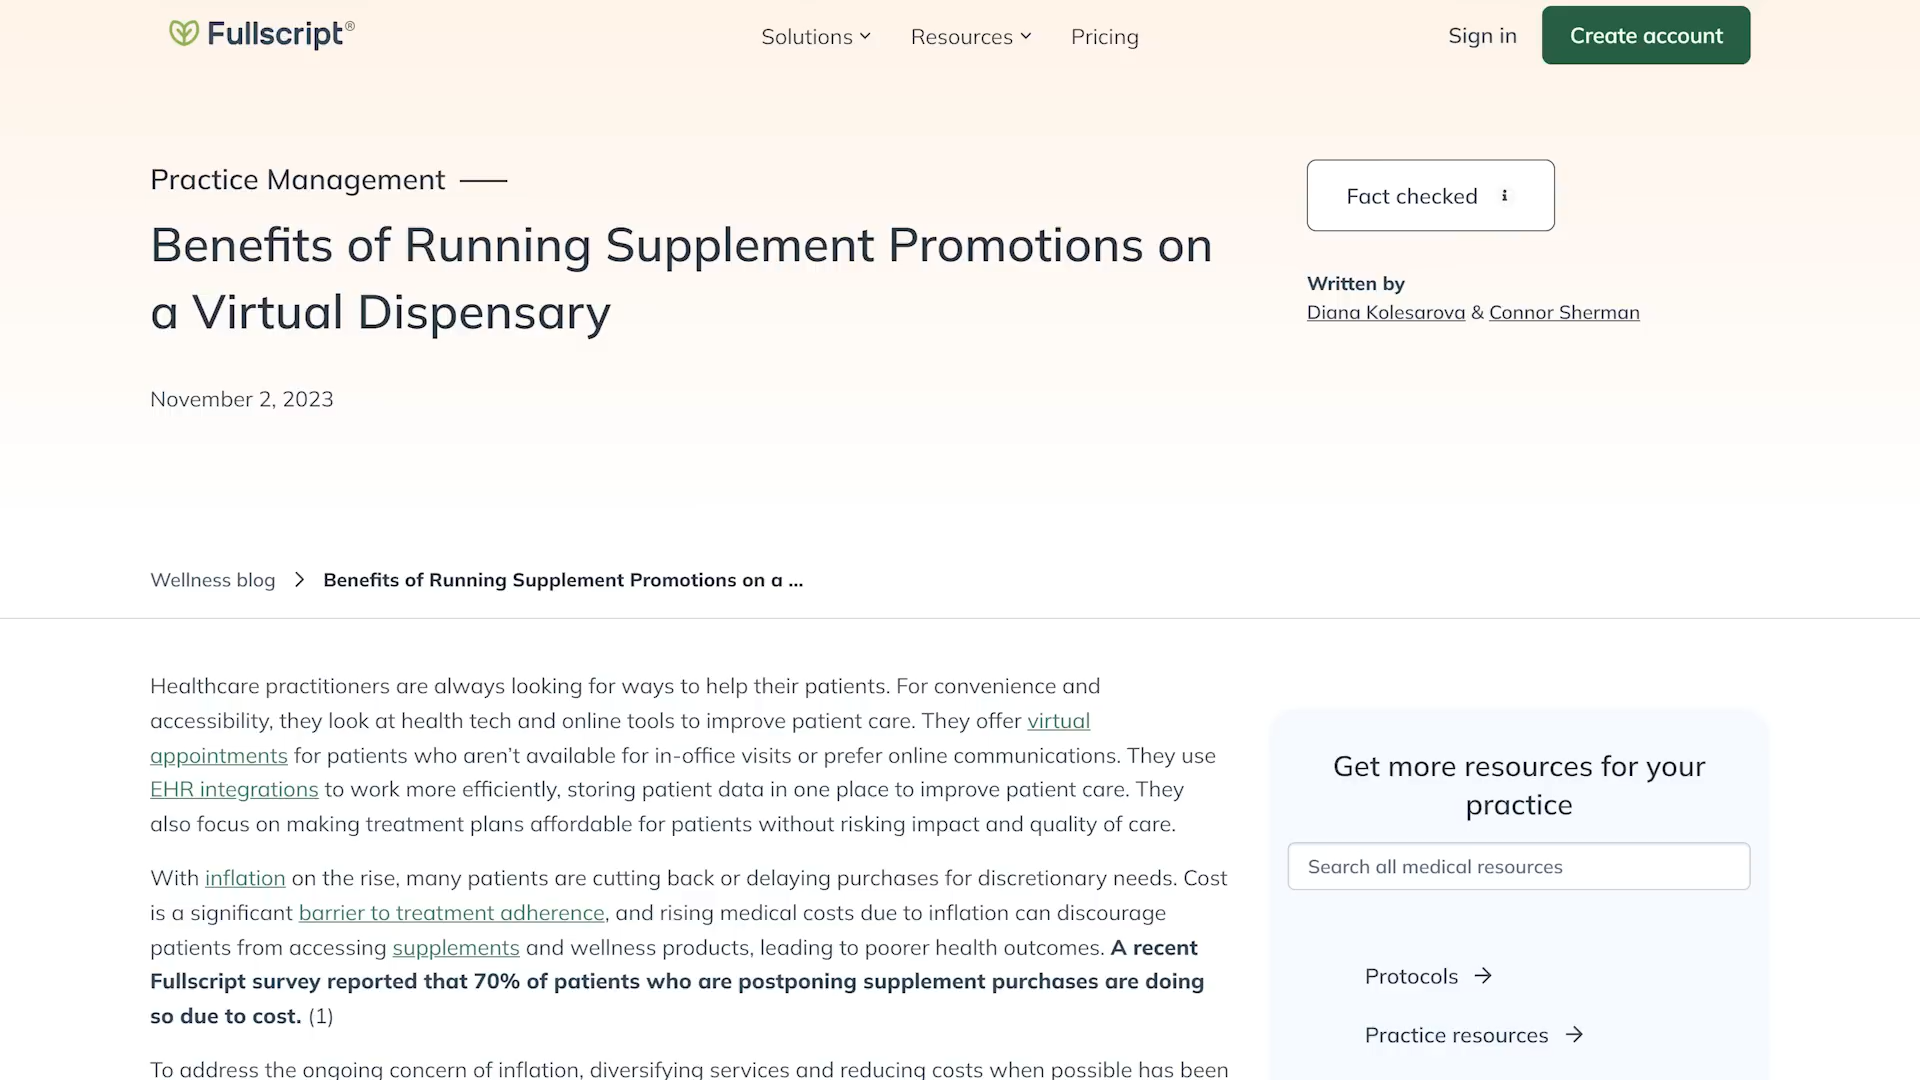 Fullscript®
Solutions
Resources
Pricing
Sign in
Create account
Practice Management
Benefits of Running Supplement Promotions on
a Virtual Dispensary
November 2, 2023
Fact checked i
Written by
Diana Kolesarova & Connor Sherman
Wellness blog > Benefits of Running Supplement Promotions on a ...
Healthcare practitioners are always looking for ways to help their patients. For convenience and
accessibility, they look at health tech and online tools to improve patient care. They offer virtual
appointments for patients who aren’t available for in-office visits or prefer online communications. They use
EHR integrations to work more efficiently, storing patient data in one place to improve patient care. They
also focus on making treatment plans affordable for patients without risking impact and quality of care.
With inflation on the rise, many patients are cutting back or delaying purchases for discretionary needs. Cost
is a significant barrier to treatment adherence, and rising medical costs due to inflation can discourage
patients from accessing supplements and wellness products, leading to poorer health outcomes. A recent
Fullscript survey reported that 70% of patients who are postponing supplement purchases are doing
so due to cost. (1)
To address the ongoing concern of inflation, diversifying services and reducing costs when possible has been
Get more resources for your
practice
Search all medical resources
Protocols →
Practice resources →